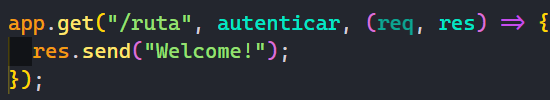 app.get("/ruta", autenticar, (req, res) => {
  res.send("Welcome!");
});